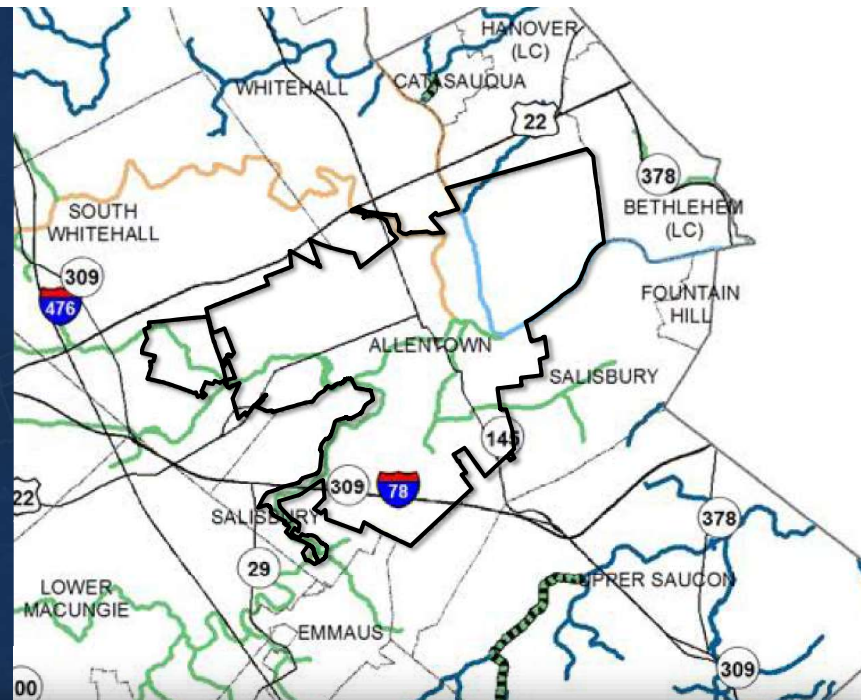 HANOVER
(LC)
WHITEHALL
CATASAUQUA
22
378
SOUTH
WHITEHALL
BETHLEHEM
(LC)
309
476
FOUNTAIN
HILL
ALLENTOWN
SALISBURY
145
309
78
22
SALISBURY
378
29
UPPER SAUCON
LOWER
MACUNGIE
EMMAUS
309
00